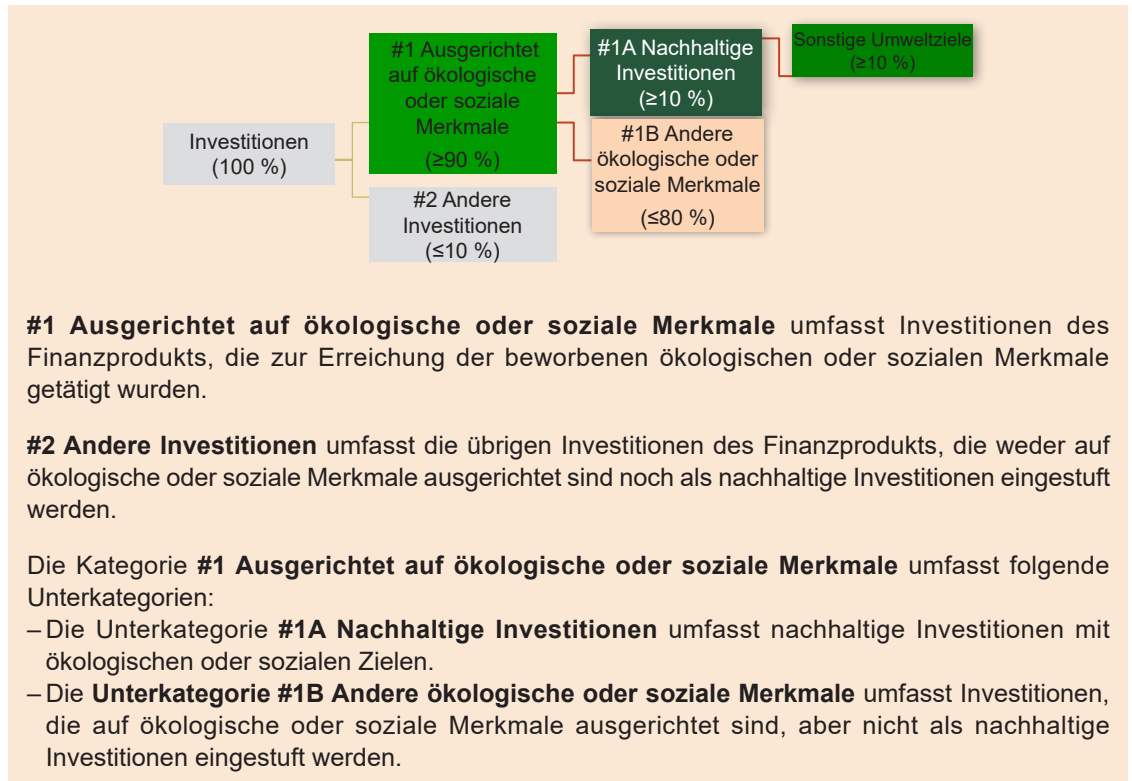 Investitionen
(100 %)
#1 Ausgerichtet
auf ökologische
oder soziale
Merkmale
(≥90 %)
#2 Andere
Investitionen
(≤10 %)
#1A Nachhaltige
Investitionen
(≥10 %)
#1B Andere
ökologische oder
soziale Merkmale
(≤80 %)
Sonstige Umweltziele
(≥10 %)
#1 Ausgerichtet auf ökologische oder soziale Merkmale umfasst Investitionen des
Finanzprodukts, die zur Erreichung der beworbenen ökologischen oder sozialen Merkmale
getätigt wurden.
#2 Andere Investitionen umfasst die übrigen Investitionen des Finanzprodukts, die weder auf
ökologische oder soziale Merkmale ausgerichtet sind noch als nachhaltige Investitionen eingestuft
werden.
Die Kategorie #1 Ausgerichtet auf ökologische oder soziale Merkmale umfasst folgende
Unterkategorien:
– Die Unterkategorie #1A Nachhaltige Investitionen umfasst nachhaltige Investitionen mit
ökologischen oder sozialen Zielen.
– Die Unterkategorie #1B Andere ökologische oder soziale Merkmale umfasst Investitionen,
die auf ökologische oder soziale Merkmale ausgerichtet sind, aber nicht als nachhaltige
Investitionen eingestuft werden.